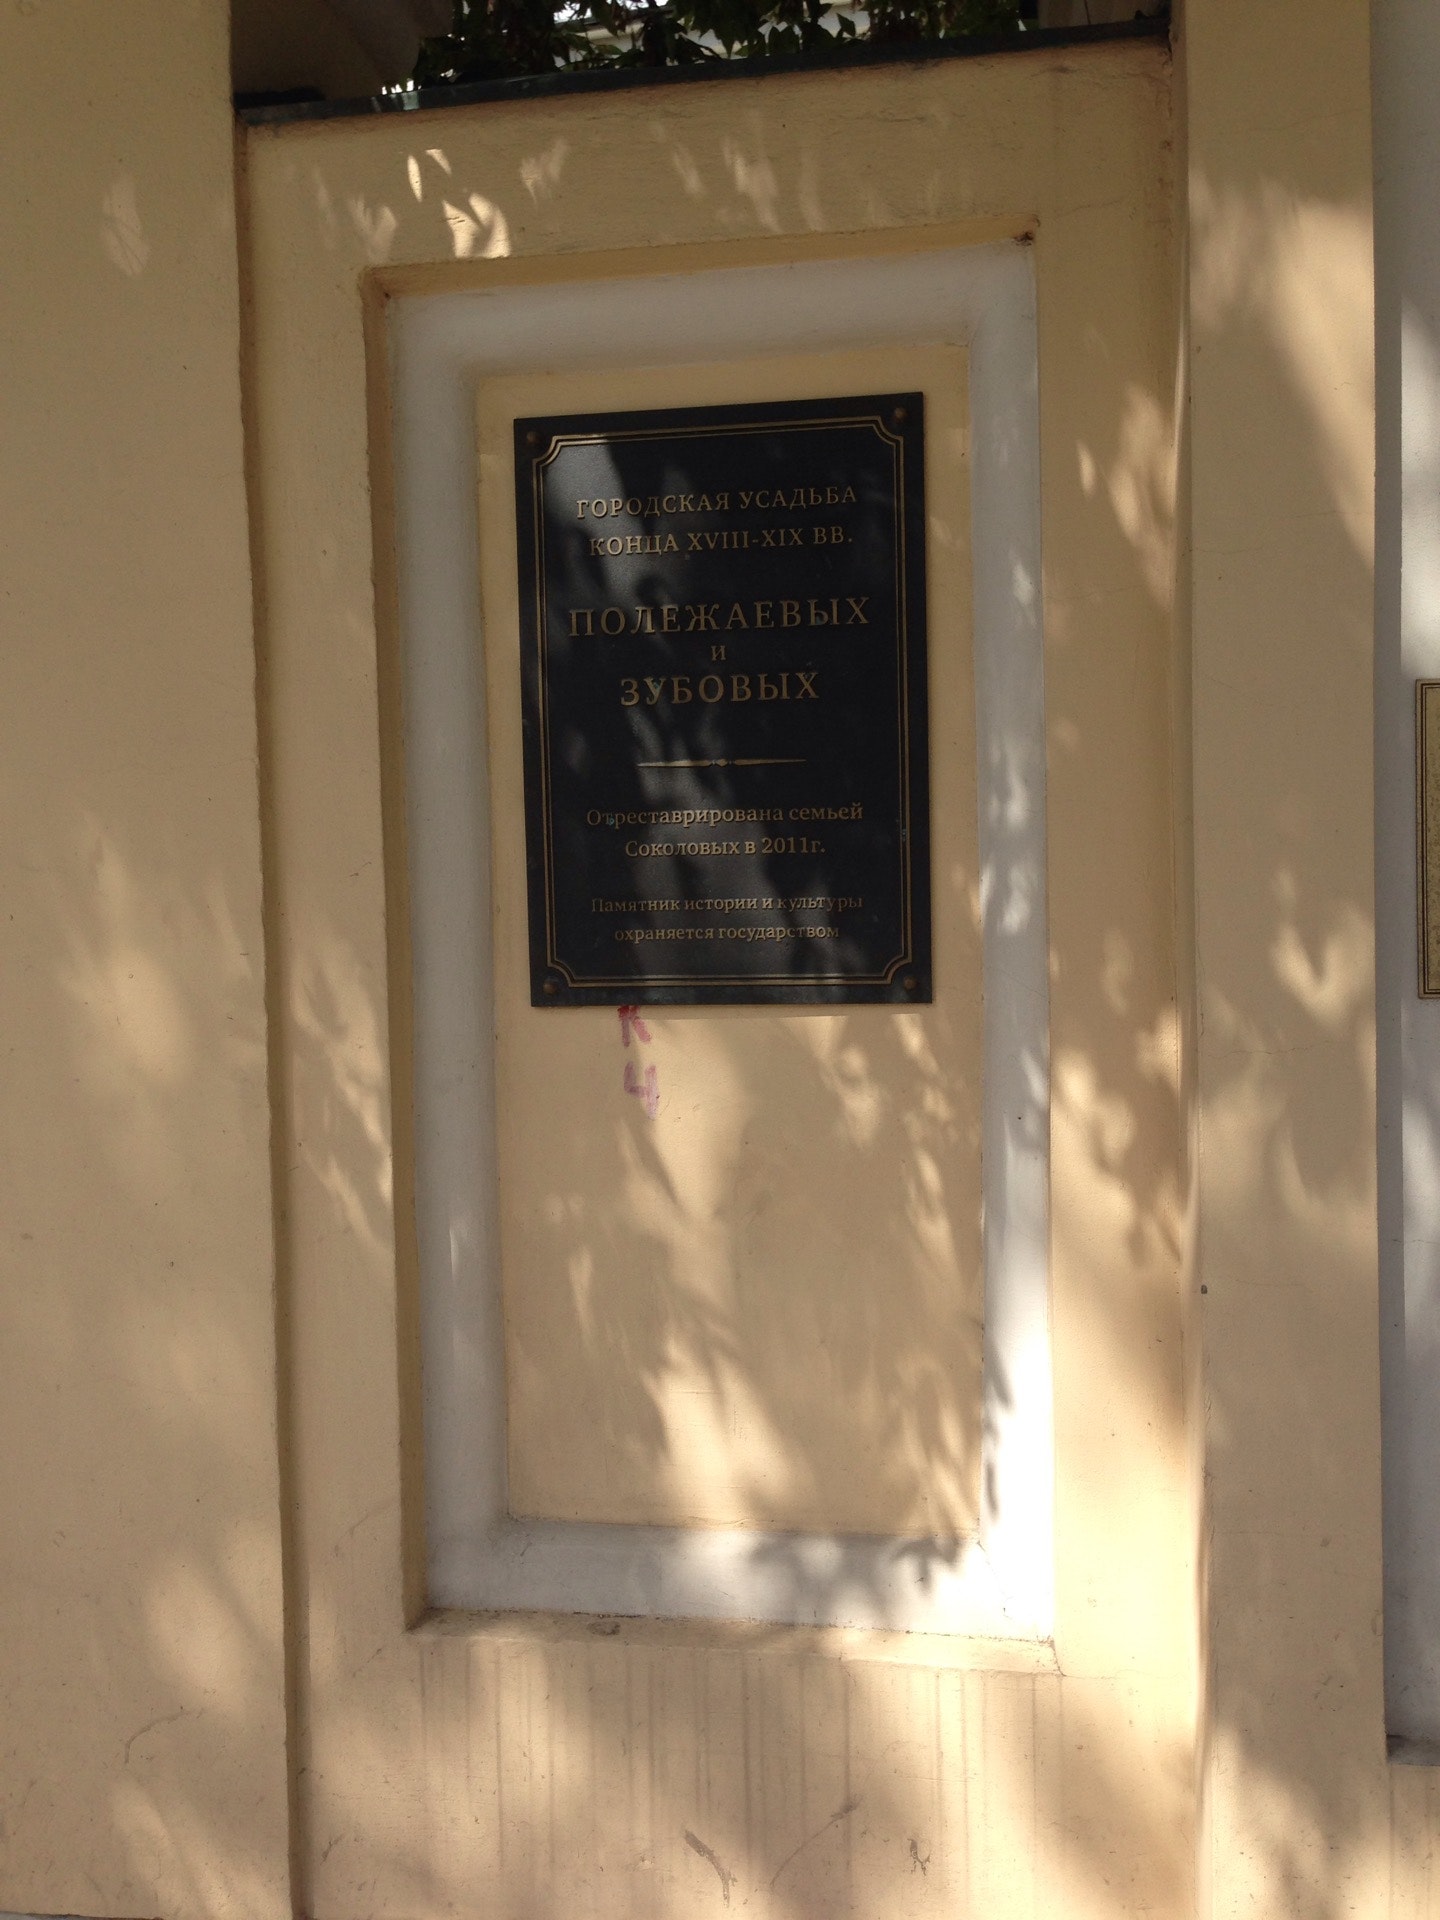 ГОРОДСКАЯ УСАДЬБА
КОНЦА XVIII-XIX ВВ.
ПОЛЕЖАЕВЫХ
И
ЗУБОВЫХ
Отреставрирована семьей
Соколовых в 2011г.
Памятник истории и культуры
охраняется государством
К
Ч